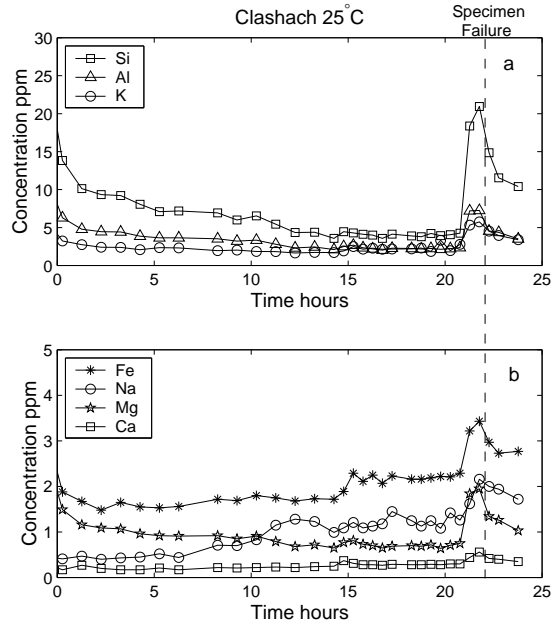 Clashach 25°C
Specimen
Failure
a
Si
Al
K
Concentration ppm
30
25
20
15
10
5
0
0 5 10 15 20 25
Time hours
b
Fe
Na
Mg
Ca
Concentration ppm
5
4
3
2
1
0
0 5 10 15 20 25
Time hours